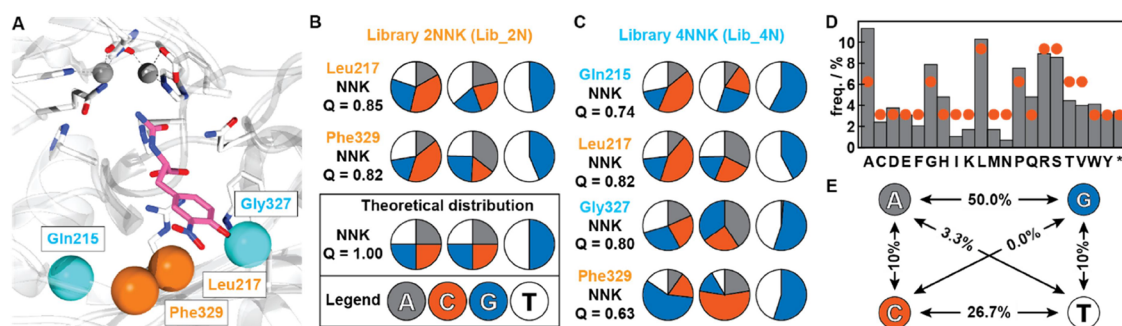 A
Gln215
Gly327
Leu217
Phe329
B
Library 2NNK (Lib_2N)
Leu217
NNK
Q = 0.85
Phe329
NNK
Q = 0.82
Theoretical distribution
NNK
Q = 1.00
Legend A C G T
C
Library 4NNK (Lib_4N)
Gln215
NNK
Q = 0.74
Leu217
NNK
Q = 0.82
Gly327
NNK
Q = 0.80
Phe329
NNK
Q = 0.63
D
freq. / %
10
8
6
4
2
0
A C D E F G H I K L M N P Q R S T V W Y *
E
A 50.0% G
3.3% 0.0%
10% 10%
C 26.7% T